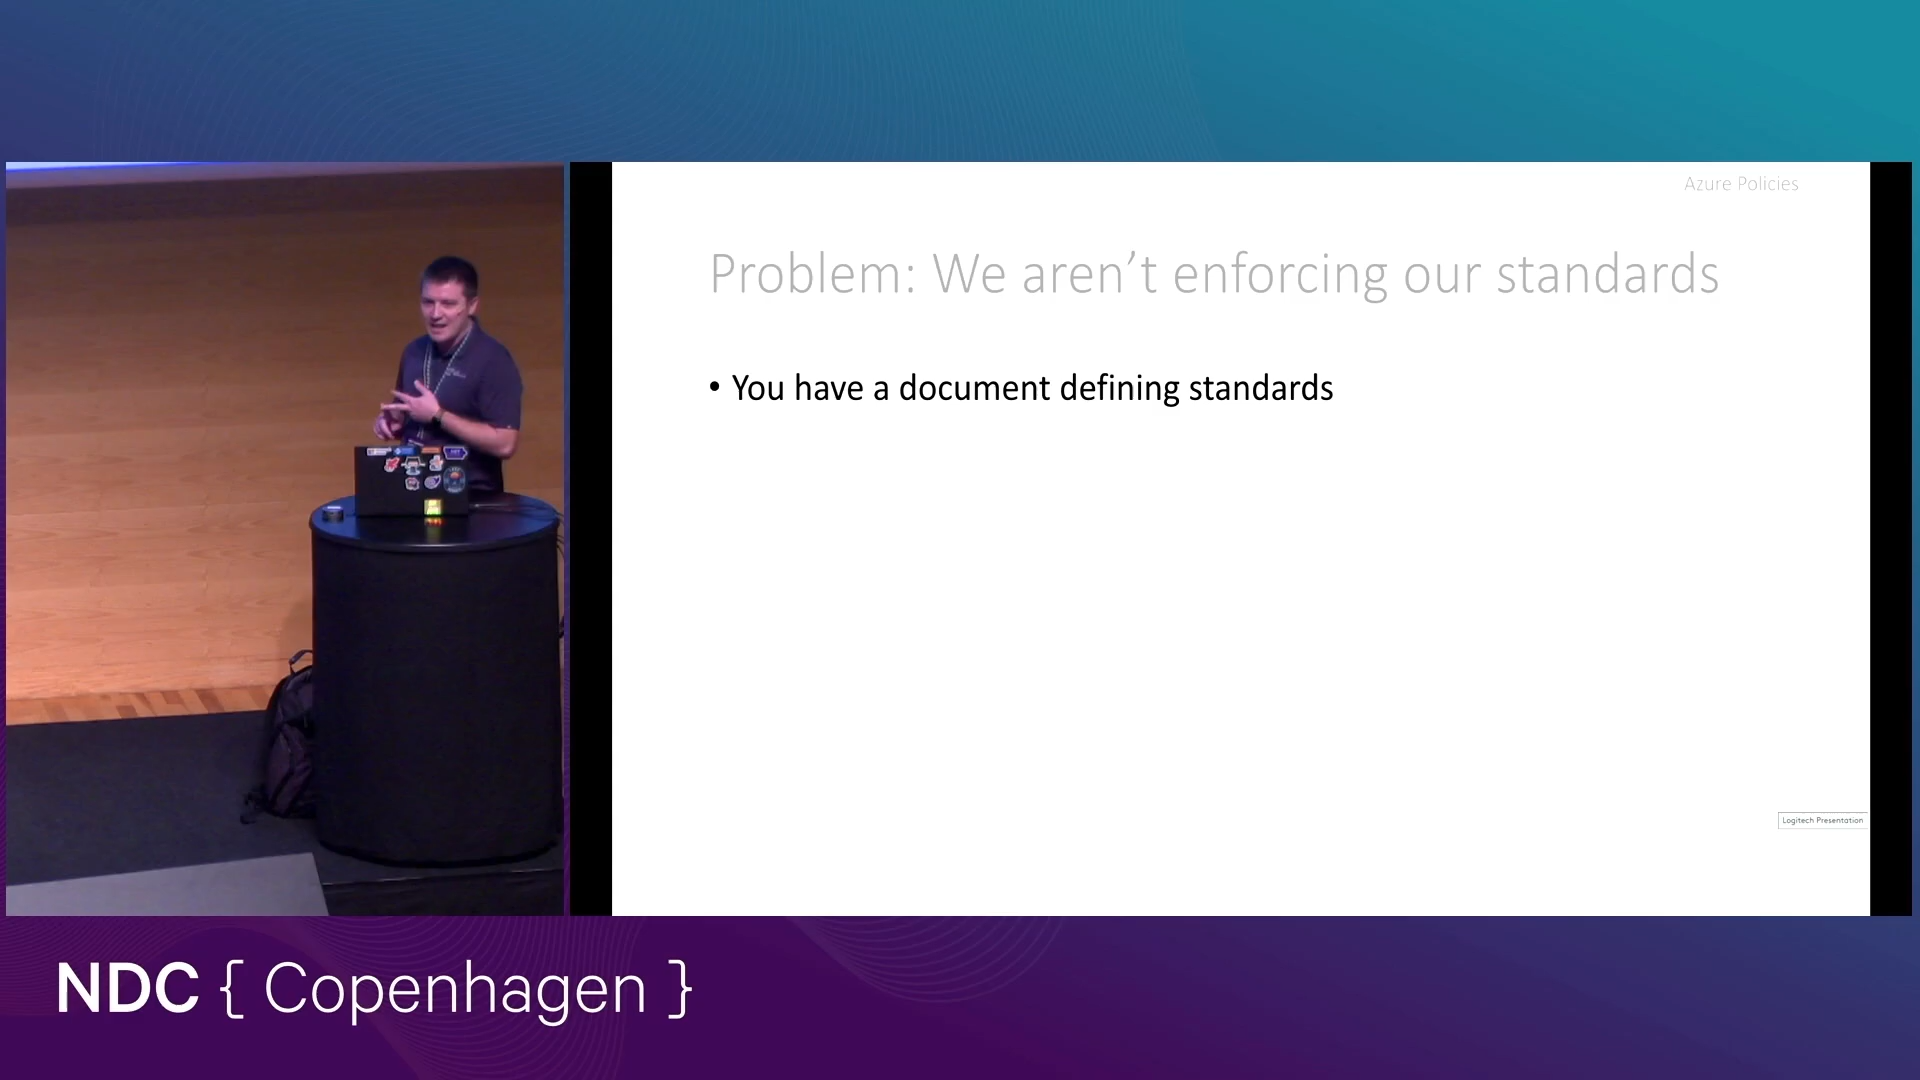 Azure Policies
Problem: We aren’t enforcing our standards
• You have a document defining standards
Logitech Presentation
NDC { Copenhagen }